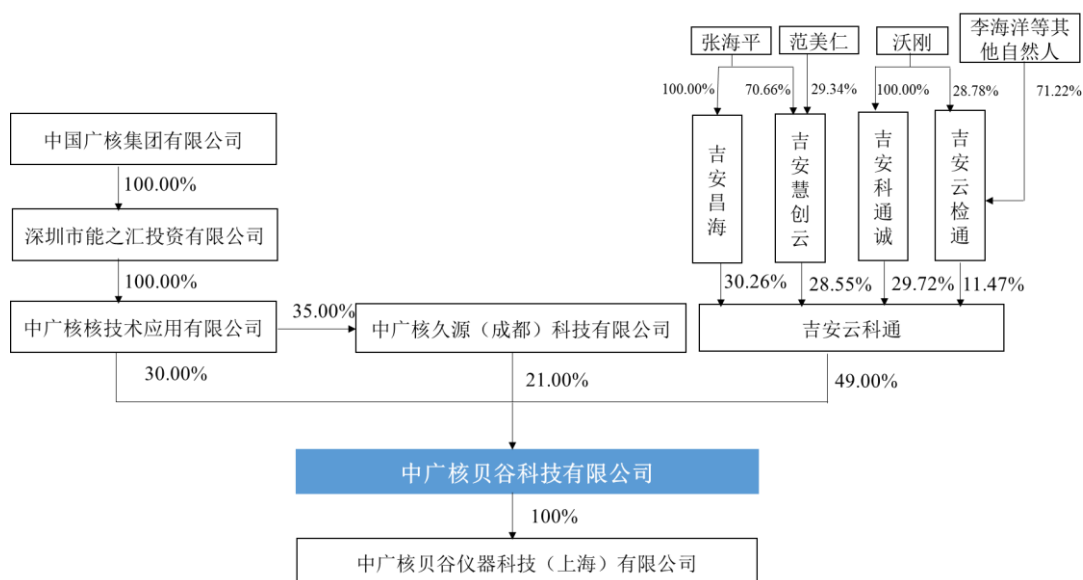 张海平
范美仁
沃刚
李海洋等其
他自然人
100.00%
70.66%
29.34%
100.00%
28.78%
71.22%
中国广核集团有限公司
吉安昌海
吉安慧创云
吉安科通诚
吉安云检通
100.00%
深圳市能之汇投资有限公司
100.00%
30.26%
28.55%
29.72%
11.47%
中广核核技术应用有限公司
35.00%
中广核久源（成都）科技有限公司
吉安云科通
30.00%
21.00%
49.00%
中广核贝谷科技有限公司
100%
中广核贝谷仪器科技（上海）有限公司